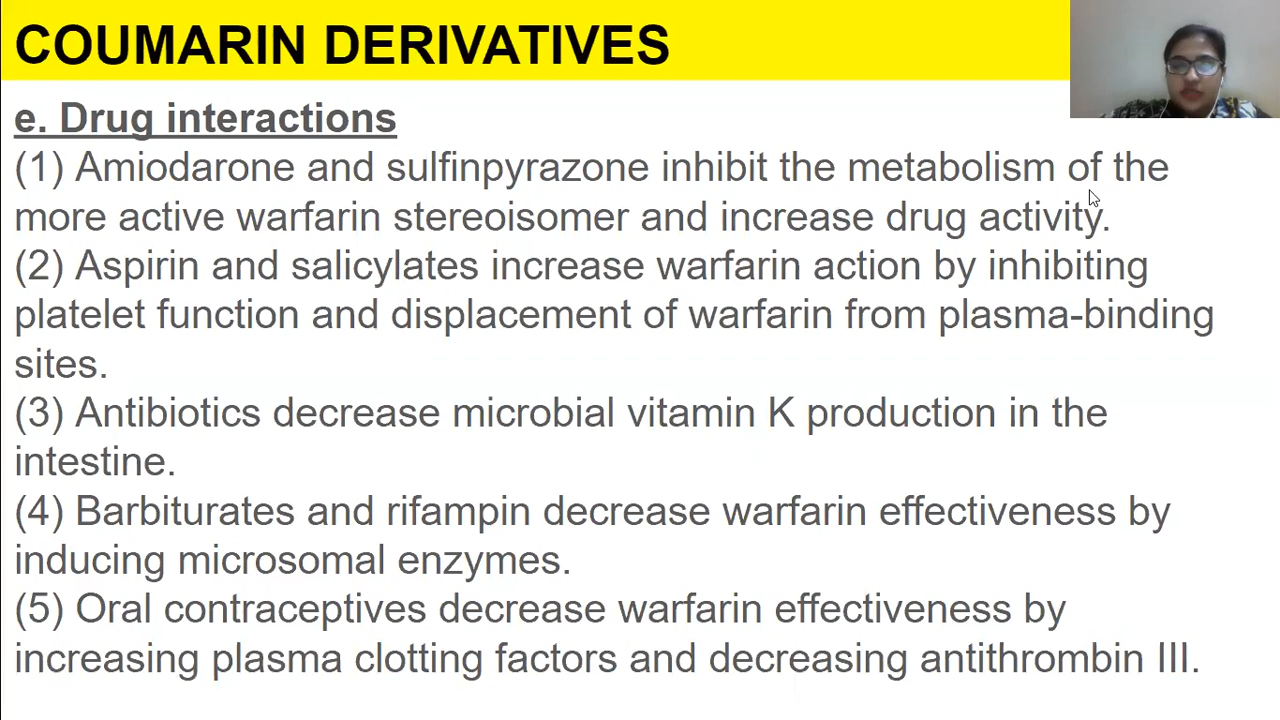 COUMARIN DERIVATIVES
e. Drug interactions
(1) Amiodarone and sulfinpyrazone inhibit the metabolism of the
more active warfarin stereoisomer and increase drug activity.
(2) Aspirin and salicylates increase warfarin action by inhibiting
platelet function and displacement of warfarin from plasma-binding
sites.
(3) Antibiotics decrease microbial vitamin K production in the
intestine.
(4) Barbiturates and rifampin decrease warfarin effectiveness by
inducing microsomal enzymes.
(5) Oral contraceptives decrease warfarin effectiveness by
increasing plasma clotting factors and decreasing antithrombin III.